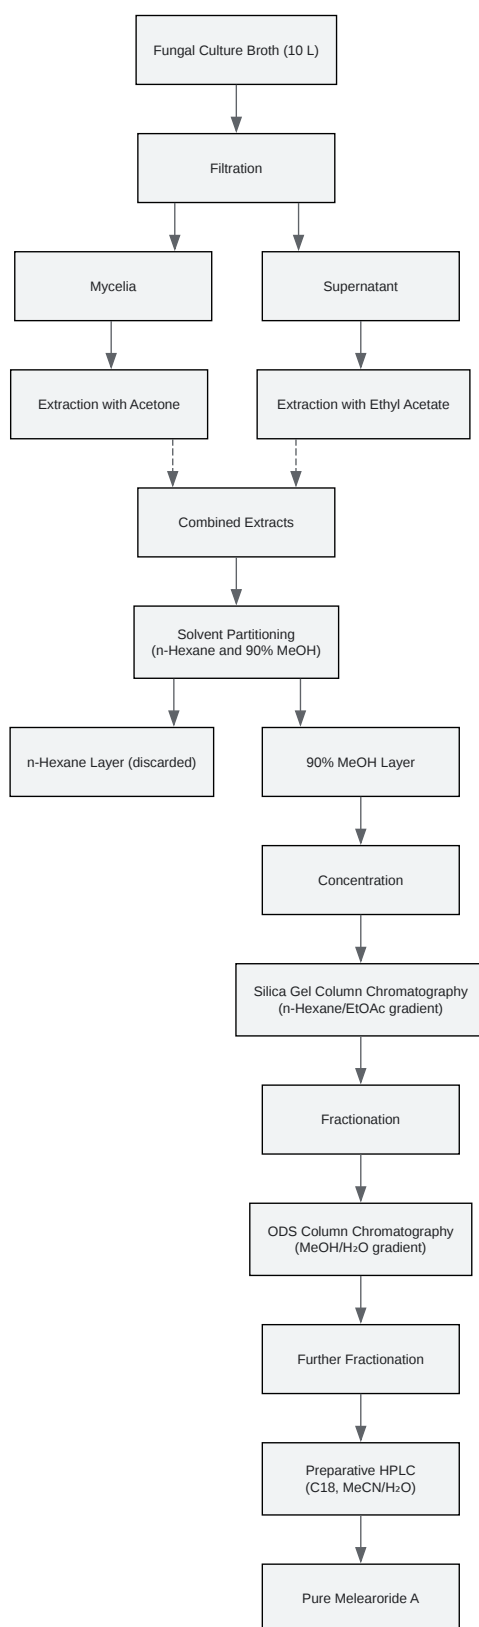 Fungal Culture Broth (10 L)
Filtration
Mycelia
Supernatant
Extraction with Acetone
Extraction with Ethyl Acetate
Combined Extracts
Solvent Partitioning
(n-Hexane and 90% MeOH)
n-Hexane Layer (discarded)
90% MeOH Layer
Concentration
Silica Gel Column Chromatography
(n-Hexane/EtOAc gradient)
Fractionation
ODS Column Chromatography
(MeOH/H₂O gradient)
Further Fractionation
Preparative HPLC
(C18, MeCN/H₂O)
Pure Melearoride A